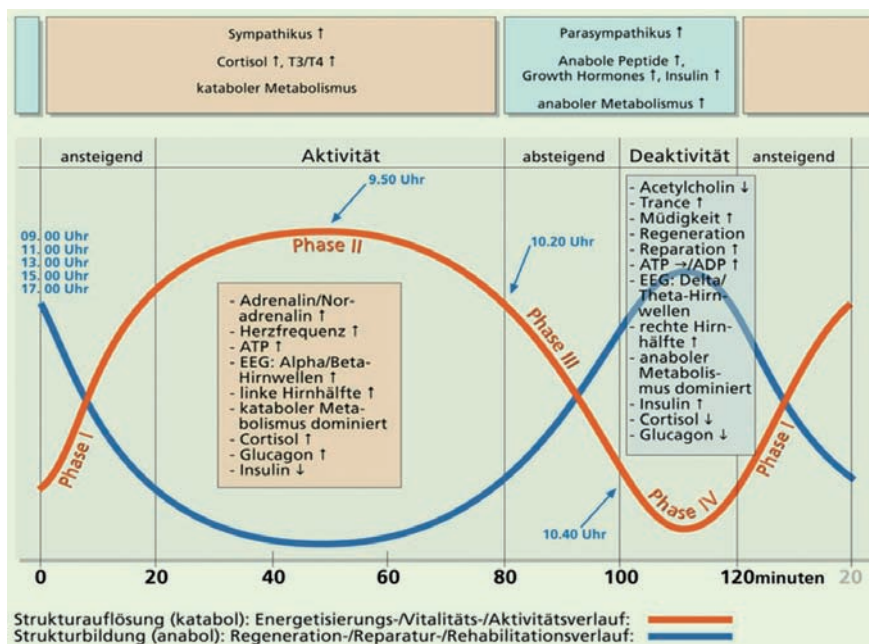 Sympathikus ↑
Cortisol ↑, T3/T4 ↑
kataboler Metabolismus
Parasympathikus ↑
Anabole Peptide ↑,
Growth Hormones ↑, Insulin ↑
anaboler Metabolismus ↑
ansteigend
Aktivität
absteigend
Deaktivität
ansteigend
9.50 Uhr
09.00 Uhr
11.00 Uhr
13.00 Uhr
15.00 Uhr
17.00 Uhr
Phase II
10.20 Uhr
- Adrenalin/Nor-
adrenalin ↑
- Herzfrequenz ↑
- ATP ↑
- EEG: Alpha/Beta-
Hirnwellen ↑
- linke Hirnhälfte ↑
- kataboler Meta-
bolismus dominiert
- Cortisol ↑
- Glucagon ↑
- Insulin ↓
- Acetylcholin ↓
- Trance ↑
- Müdigkeit ↑
- Regeneration
- Reparation ↑
- ATP →/ADP ↑
- EEG: Delta/
Theta-Hirn-
wellen
- rechte Hirn-
hälfte ↑
- anaboler
Metabolis-
mus dominiert
- Insulin ↑
- Cortisol ↓
- Glucagon ↓
Phase I
Phase III
Phase IV
Phase I
10.40 Uhr
0 20 40 60 80 100 120minuten 20
Strukturauflösung (katabol): Energetisierungs-/Vitalitäts-/Aktivitätsverlauf:
Strukturbildung (anabol): Regeneration-/Reparatur-/Rehabilitationsverlauf: